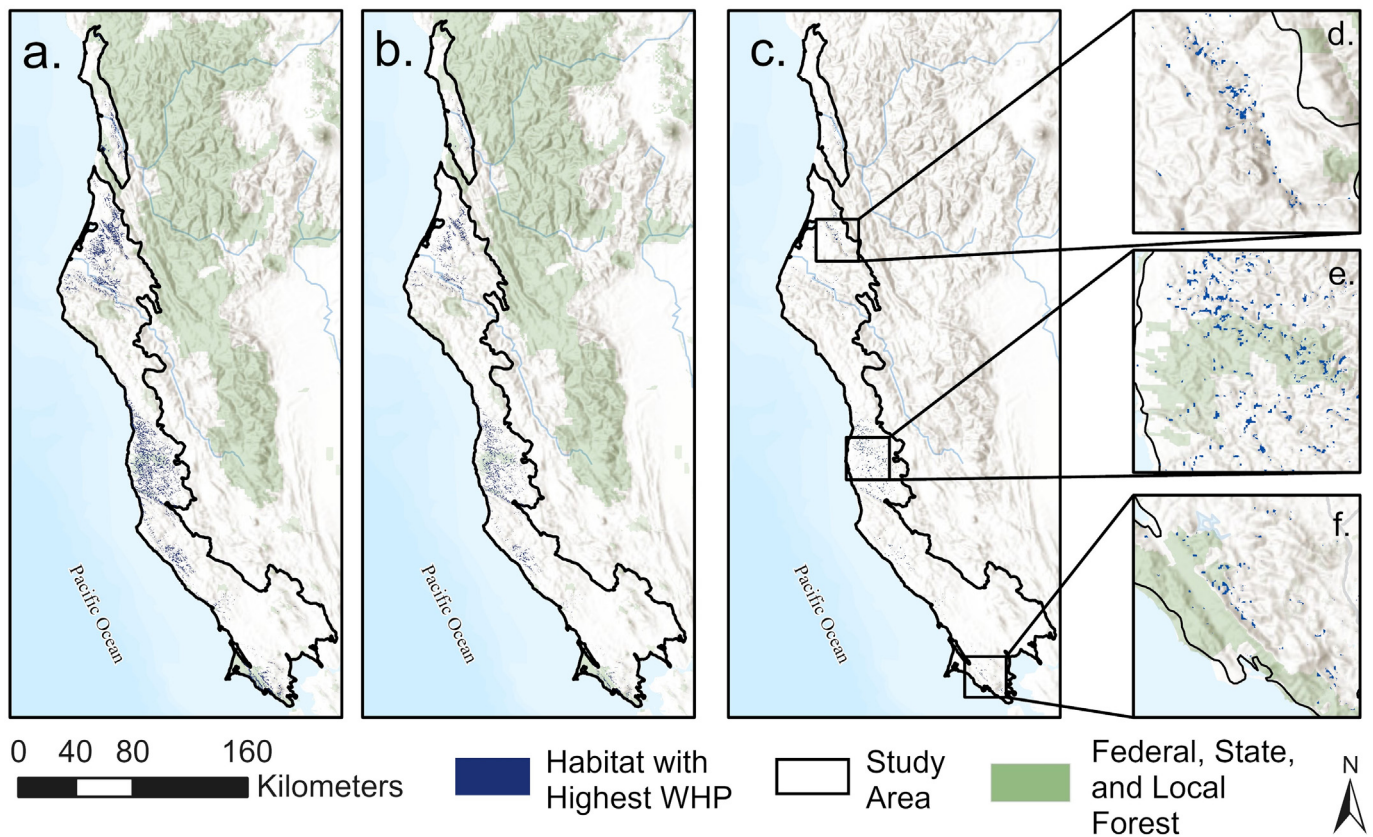 a.
b.
c.
d.
e.
f.
Pacific Ocean
Pacific Ocean
Pacific Ocean
0 40 80 160
Kilometers
Habitat with
Highest WHP
Study
Area
Federal, State,
and Local
Forest
N